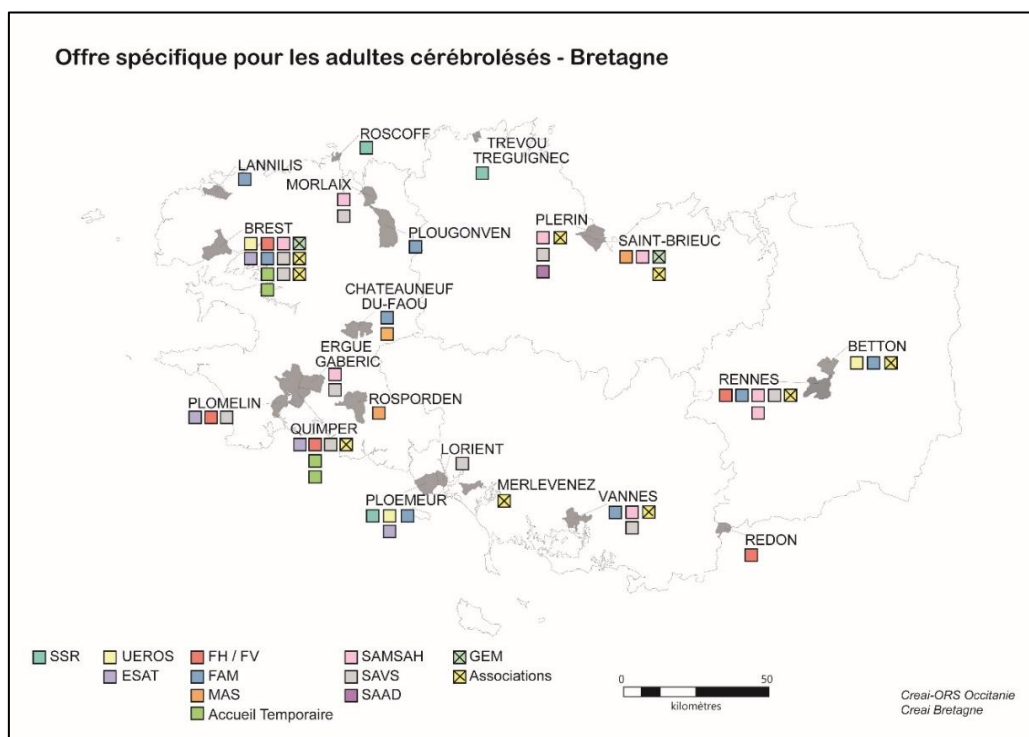 Offre spécifique pour les adultes cérébrolésés - Bretagne
ROSCOFF
TREVOU
TREGUIGNEC
LANNILIS
MORLAIX
PLERIN
BREST
PLOUGONVEN
SAINT-BRIEUC
CHATEAUNEUF
DU-FAOU
ERGUE
GABERIC
BETTON
RENNES
PLOMELIN
ROSPORDEN
QUIMPER
LORIENT
MERLEVENEZ
PLOEMEUR
VANNES
REDON
SSR
UEROS
FH / FV
SAMSAH
GEM
ESAT
FAM
SAVS
Associations
MAS
SAAD
Accueil Temporaire
0 50
kilométres
Creai-ORS Occitanie
Creai Bretagne